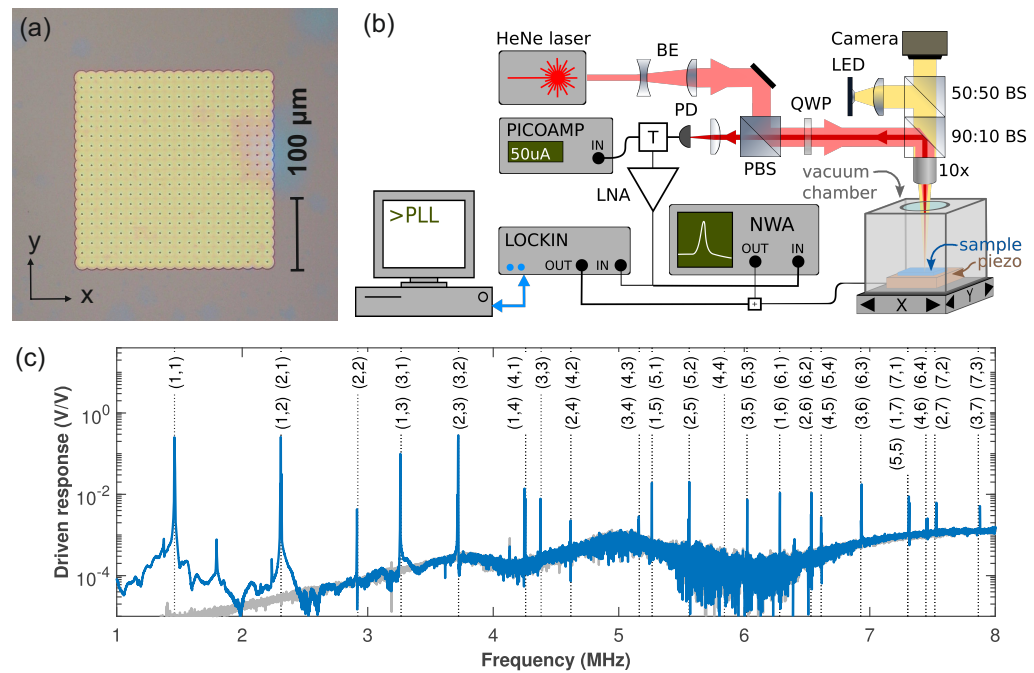 (a)
100 μm
y
x
(b)
HeNe laser
BE
PD
QWP
Camera
LED
50:50 BS
90:10 BS
PICOAMP
50uA
IN
T
PBS
10x
LNA
vacuum
chamber
>PLL
LOCKIN
OUT
IN
NWA
OUT
IN
sample
piezo
X
Y
(c)
(1,1)
(1,2) (2,1)
(2,2)
(1,3) (3,1)
(2,3) (3,2)
(1,4) (4,1)
(3,3)
(2,4) (4,2)
(3,4) (4,3)
(1,5) (5,1)
(2,5) (5,2)
(4,4)
(3,5) (5,3)
(1,6) (6,1)
(2,6) (6,2)
(4,5) (5,4)
(3,6) (6,3)
(5,5) (1,7) (7,1)
(4,6) (6,4)
(2,7) (7,2)
(3,7) (7,3)
Driven response (V/V)
10⁰
10⁻²
10⁻⁴
1 2 3 4 5 6 7 8
Frequency (MHz)